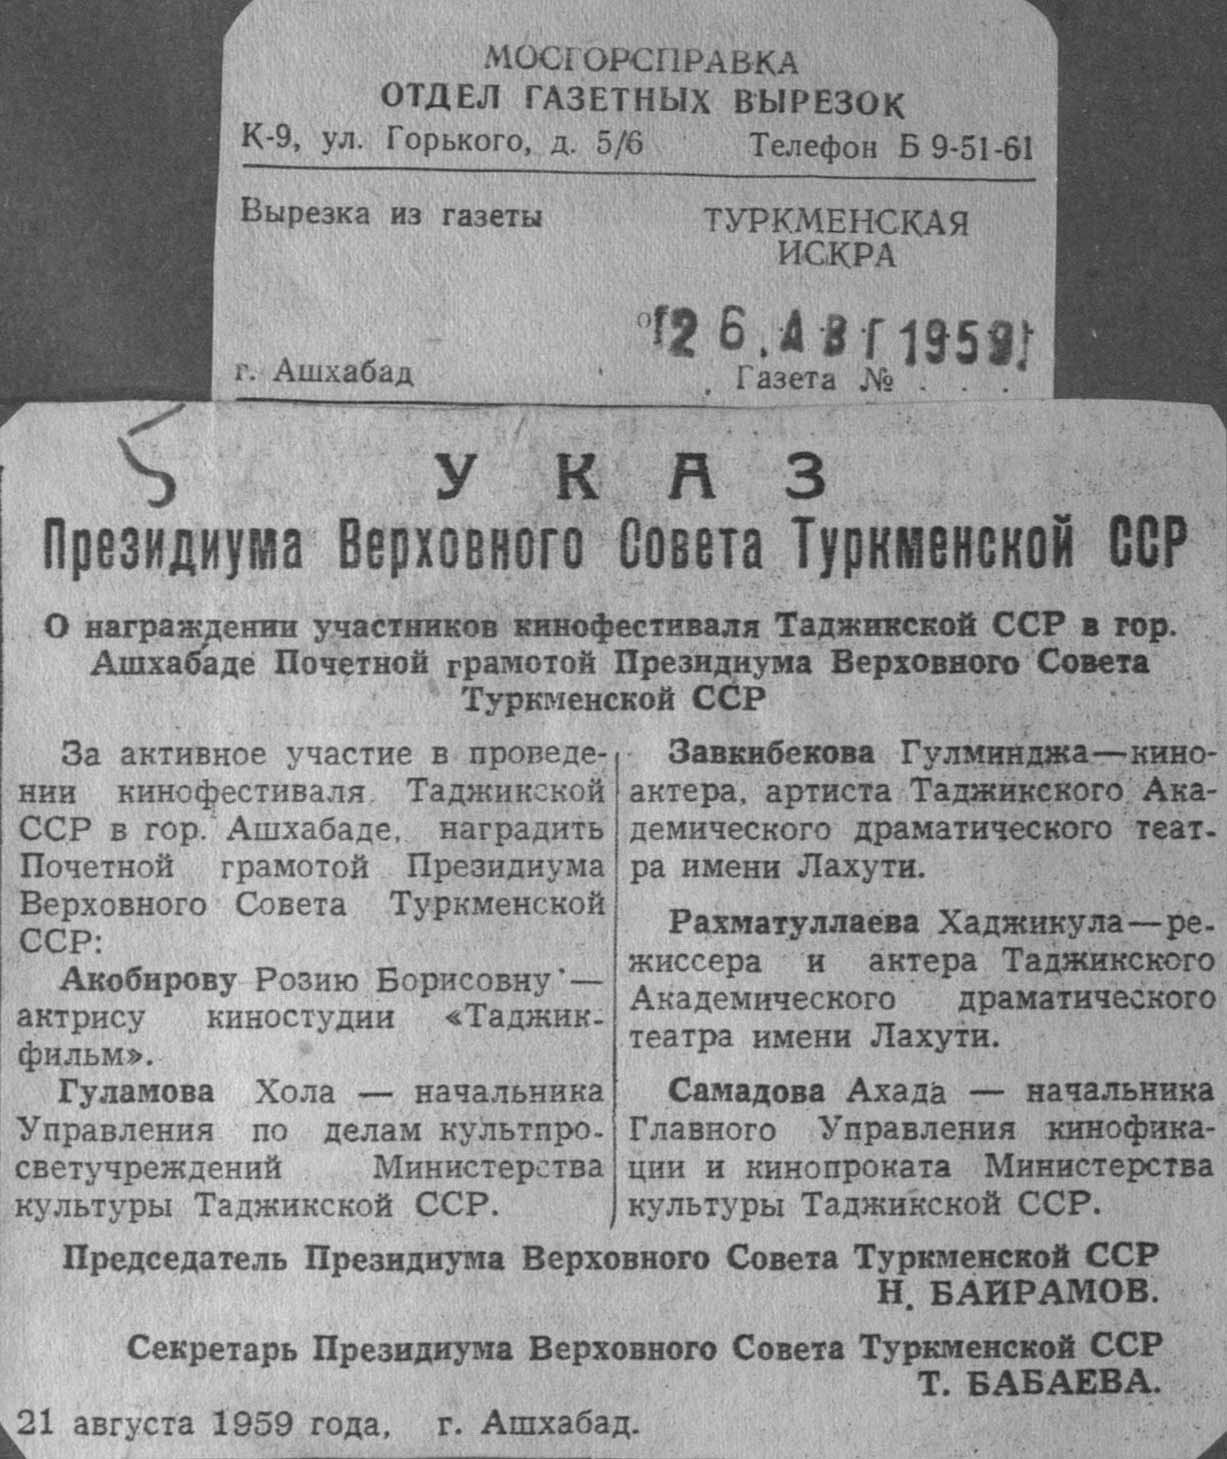 МОСГОРСПРАВКА
ОТДЕЛ ГАЗЕТНЫХ ВЫРЕЗОК
К-9, ул. Горького, д. 5/6 Телефон Б 9-51-61
Вырезка из газеты
ТУРКМЕНСКАЯ
ИСКРА
от 26. АВГ 1959
г. Ашхабад
Газета № . . .
5
УКАЗ
Президиума Верховного Совета Туркменской ССР
О награждении участников кинофестиваля Таджикской ССР в гор.
Ашхабаде Почетной грамотой Президиума Верховного Совета
Туркменской ССР
За активное участие в проведе-
нии кинофестиваля Таджикской
ССР в гор. Ашхабаде, наградить
Почетной грамотой Президиума
Верховного Совета Туркменской
ССР:
Акобирову Розию Борисовну —
актрису киностудии «Таджик-
фильм».
Гуламова Хола — начальника
Управления по делам культпро-
светучреждений Министерства
культуры Таджикской ССР.
Завкибекова Гулминджа—кино-
актера, артиста Таджикского Ака-
демического драматического теат-
ра имени Лахути.
Рахматуллаева Хаджикула—ре-
жиссера и актера Таджикского
Академического драматического
театра имени Лахути.
Самадова Ахада — начальника
Главного Управления кинофика-
ции и кинопроката Министерства
культуры Таджикской ССР.
Председатель Президиума Верховного Совета Туркменской ССР
Н. БАЙРАМОВ.
Секретарь Президиума Верховного Совета Туркменской ССР
Т. БАБАЕВА.
21 августа 1959 года, г. Ашхабад.